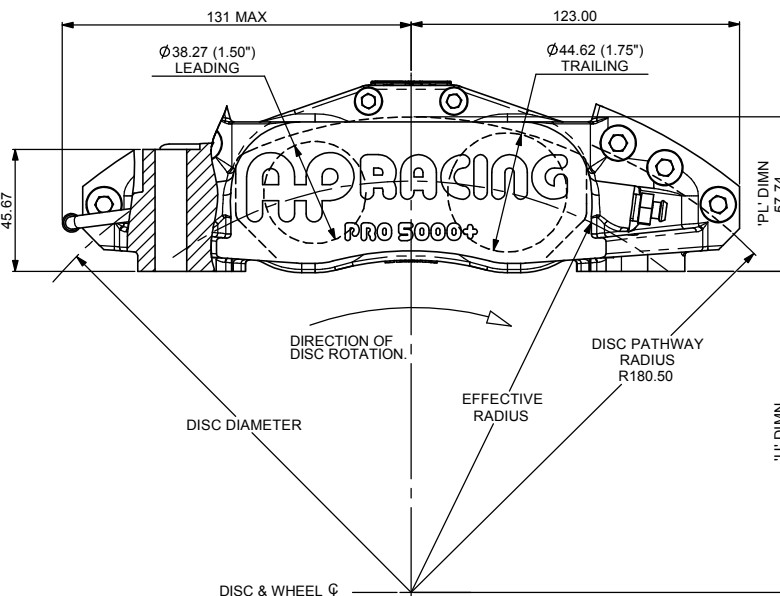 131 MAX
123.00
Ø38.27 (1.50")
LEADING
Ø44.62 (1.75")
TRAILING
45.67
'PL' DIMN
57.74
AP RACING
PRO 5000+
DIRECTION OF
DISC ROTATION.
DISC PATHWAY
RADIUS
R180.50
EFFECTIVE
RADIUS
DISC DIAMETER
DISC & WHEEL ℄